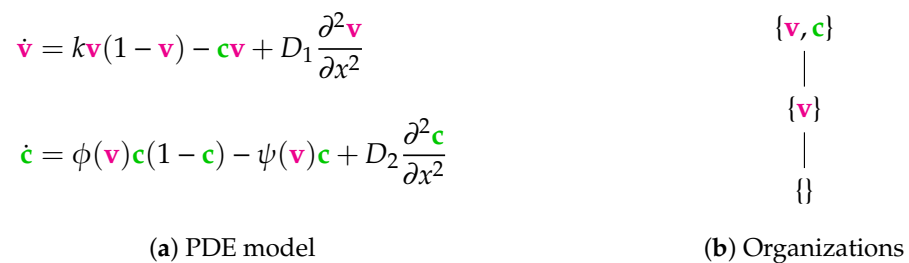 v̇ = kv(1 − v) − cv + D₁ ∂²v/∂x²
ċ = ϕ(v)c(1 − c) − ψ(v)c + D₂ ∂²c/∂x²
(a) PDE model
{v, c}
{v}
{}
(b) Organizations